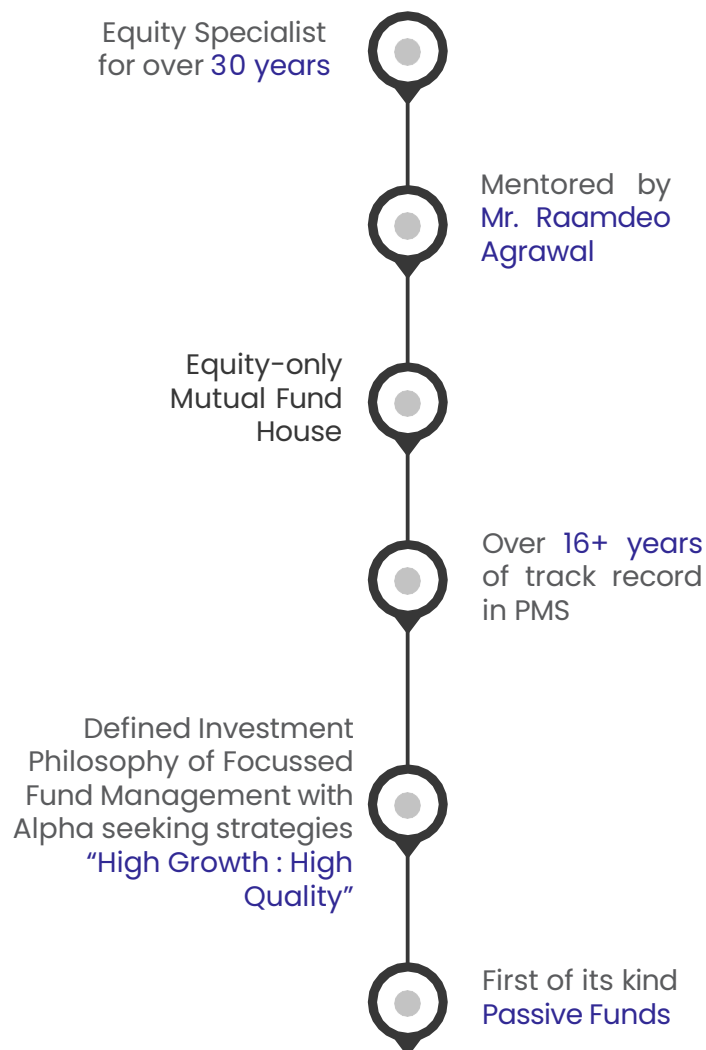 Equity Specialist
for over 30 years
Mentored by
Mr. Raamdeo
Agrawal
Equity-only
Mutual Fund
House
Over 16+ years
of track record
in PMS
Defined Investment
Philosophy of Focussed
Fund Management with
Alpha seeking strategies
“High Growth : High
Quality”
First of its kind
Passive Funds